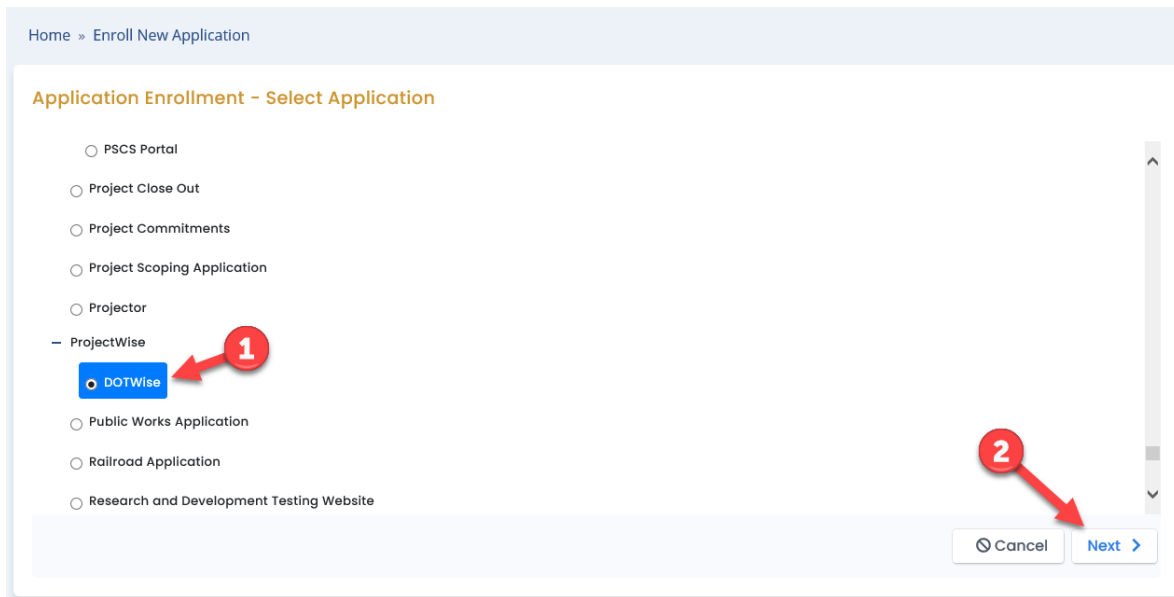 Home » Enroll New Application
Application Enrollment - Select Application
PSCS Portal
Project Close Out
Project Commitments
Project Scoping Application
Projector
ProjectWise
1
DOTWise
Public Works Application
Railroad Application
2
Research and Development Testing Website
Cancel
Next